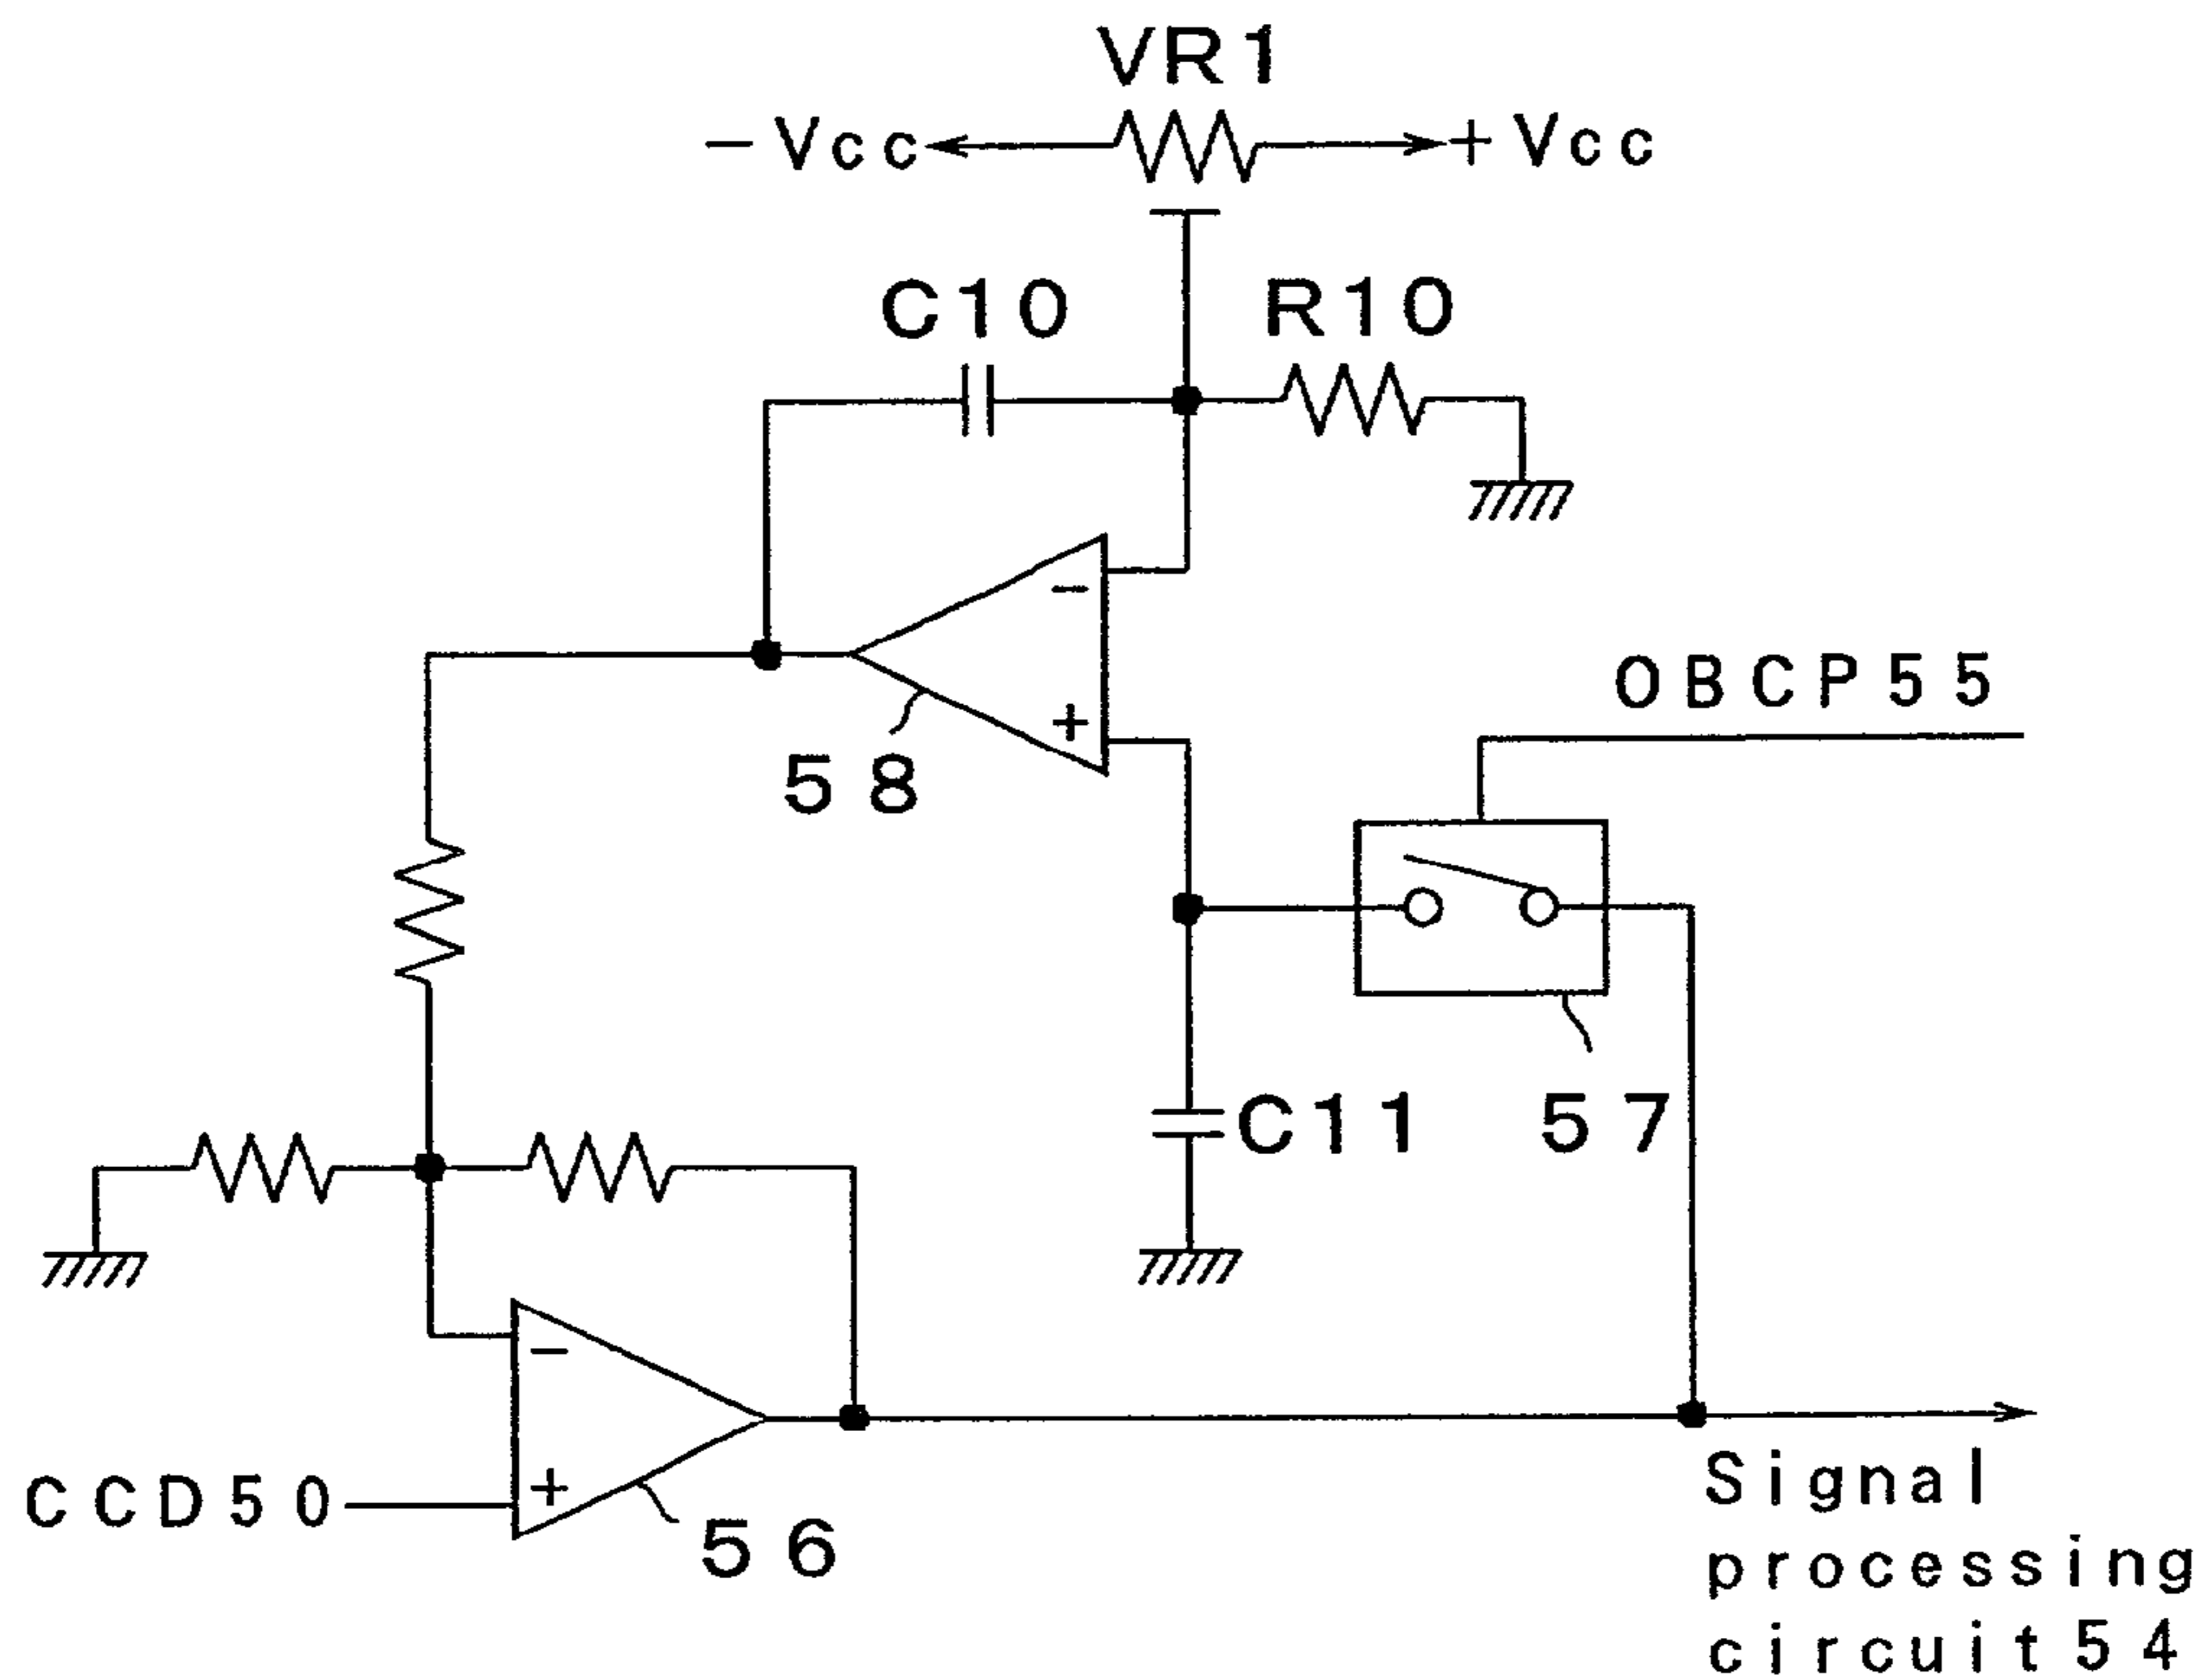 VR1
−Vcc
+Vcc
C10
R10
−
+
58
OBCP55
57
C11
−
+
CCD50
56
Signal
processing
circuit54